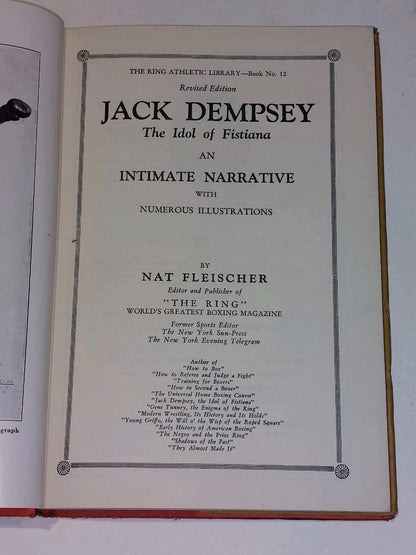 THE RING ATHLETIC LIBRARY—Book No. 12
Revised Edition
JACK DEMPSEY
The Idol of Fistiana
AN
INTIMATE NARRATIVE
WITH
NUMEROUS ILLUSTRATIONS
BY
NAT FLEISCHER
Editor and Publisher of
"THE RING"
WORLD'S GREATEST BOXING MAGAZINE
Former Sports Editor
The New York Sun-Press
The New York Evening Telegram
Author of
"How to Box"
"How to Referee and Judge a Fight"
"Training for Boxers"
"How to Second a Boxer"
"The Universal Home Boxing Course"
"Jack Dempsey, the Idol of Fistiana"
"Gene Tunney, the Enigma of the Ring"
"Modern Wrestling, Its History and Its Holds"
"Young Griffo, the Will o' the Wisp of the Roped Square"
"Early History of American Boxing"
"The Negro and the Prize Ring"
"Shadows of the Past"
"They Almost Made It"
graph